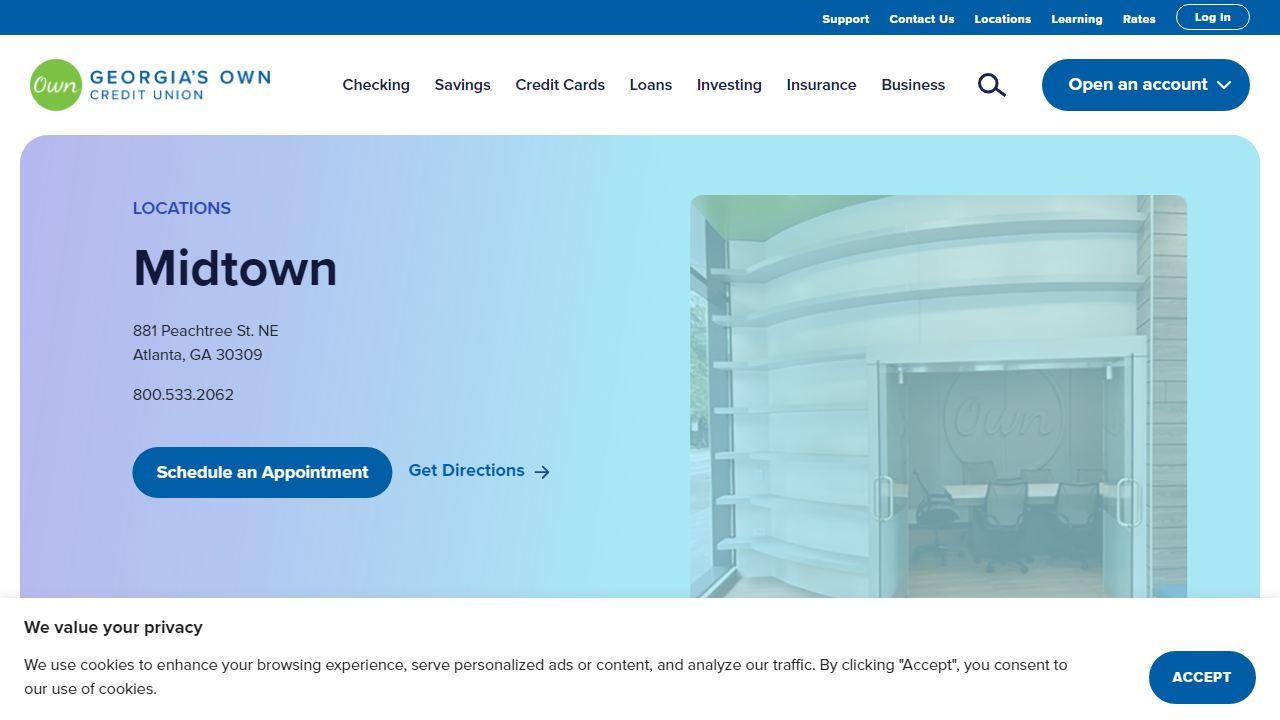 Support Contact Us Locations Learning Rates Log In
Own GEORGIA'S OWN
CREDIT UNION
Checking Savings Credit Cards Loans Investing Insurance Business Open an account
LOCATIONS
Midtown
881 Peachtree St. NE
Atlanta, GA 30309
800.533.2062
Schedule an Appointment Get Directions
Own
We value your privacy
We use cookies to enhance your browsing experience, serve personalized ads or content, and analyze our traffic. By clicking "Accept", you consent to
our use of cookies.
ACCEPT